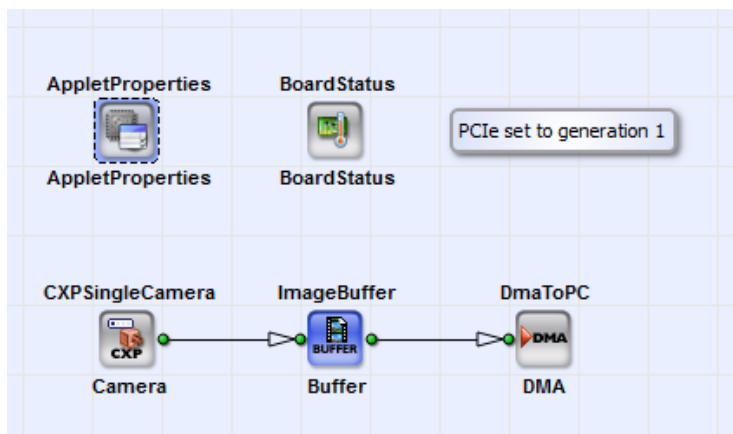 AppletProperties
BoardStatus
PCIe set to generation 1
AppletProperties
BoardStatus
CXPSingleCamera
ImageBuffer
DmaToPC
CXP
BUFFER
DMA
Camera
Buffer
DMA